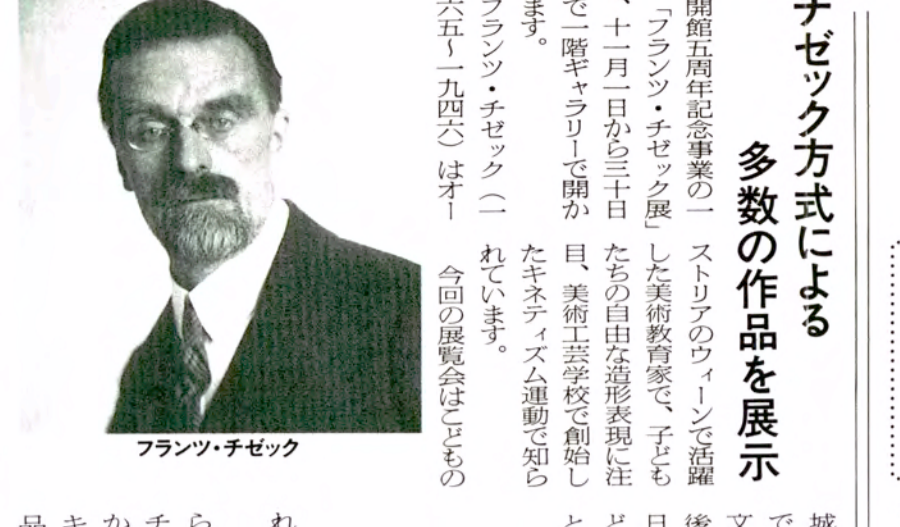 チゼック方式による
多数の作品を展示
開館五周年記念事業の一
「フランツ・チゼック展」
、十一月一日から三十日
で一階ギャラリーで開か
ます。
フランツ・チゼック（一
六五～一九四六）はオー
ストリアのウィーンで活躍
した美術教育家で、子ども
たちの自由な造形表現に注
目、美術工芸学校で創始し
たキネティズム運動で知ら
れています。
今回の展覧会はこどもの
フランツ・チゼック